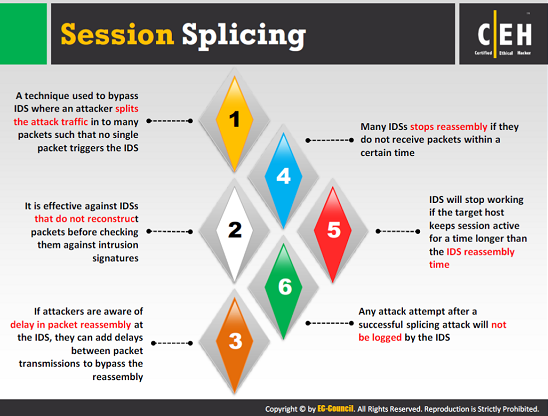 Session Splicing
C|EH
Certified Ethical Hacker
A technique used to bypass
IDS where an attacker splits
the attack traffic in to many
packets such that no single
packet triggers the IDS
1
Many IDSs stops reassembly if they
do not receive packets within a
certain time
4
It is effective against IDSs
that do not reconstruct
packets before checking
them against intrusion
signatures
2
IDS will stop working
if the target host
keeps session active
for a time longer than
the IDS reassembly
time
5
If attackers are aware of
delay in packet reassembly at
the IDS, they can add delays
between packet
transmissions to bypass the
reassembly
3
Any attack attempt after a
successful splicing attack will not
be logged by the IDS
6
Copyright © by EC-Council. All Rights Reserved. Reproduction is Strictly Prohibited.